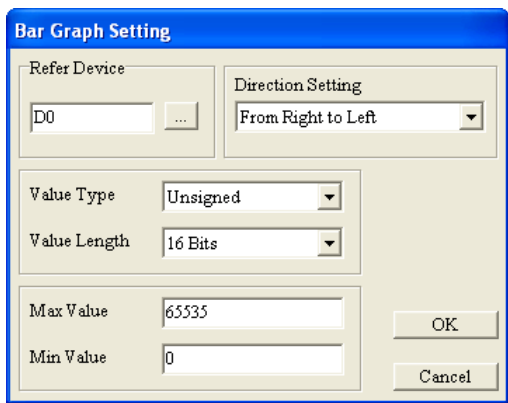 Bar Graph Setting
Refer Device
D0
...
Direction Setting
From Right to Left
Value Type
Unsigned
Value Length
16 Bits
Max Value
65535
Min Value
0
OK
Cancel